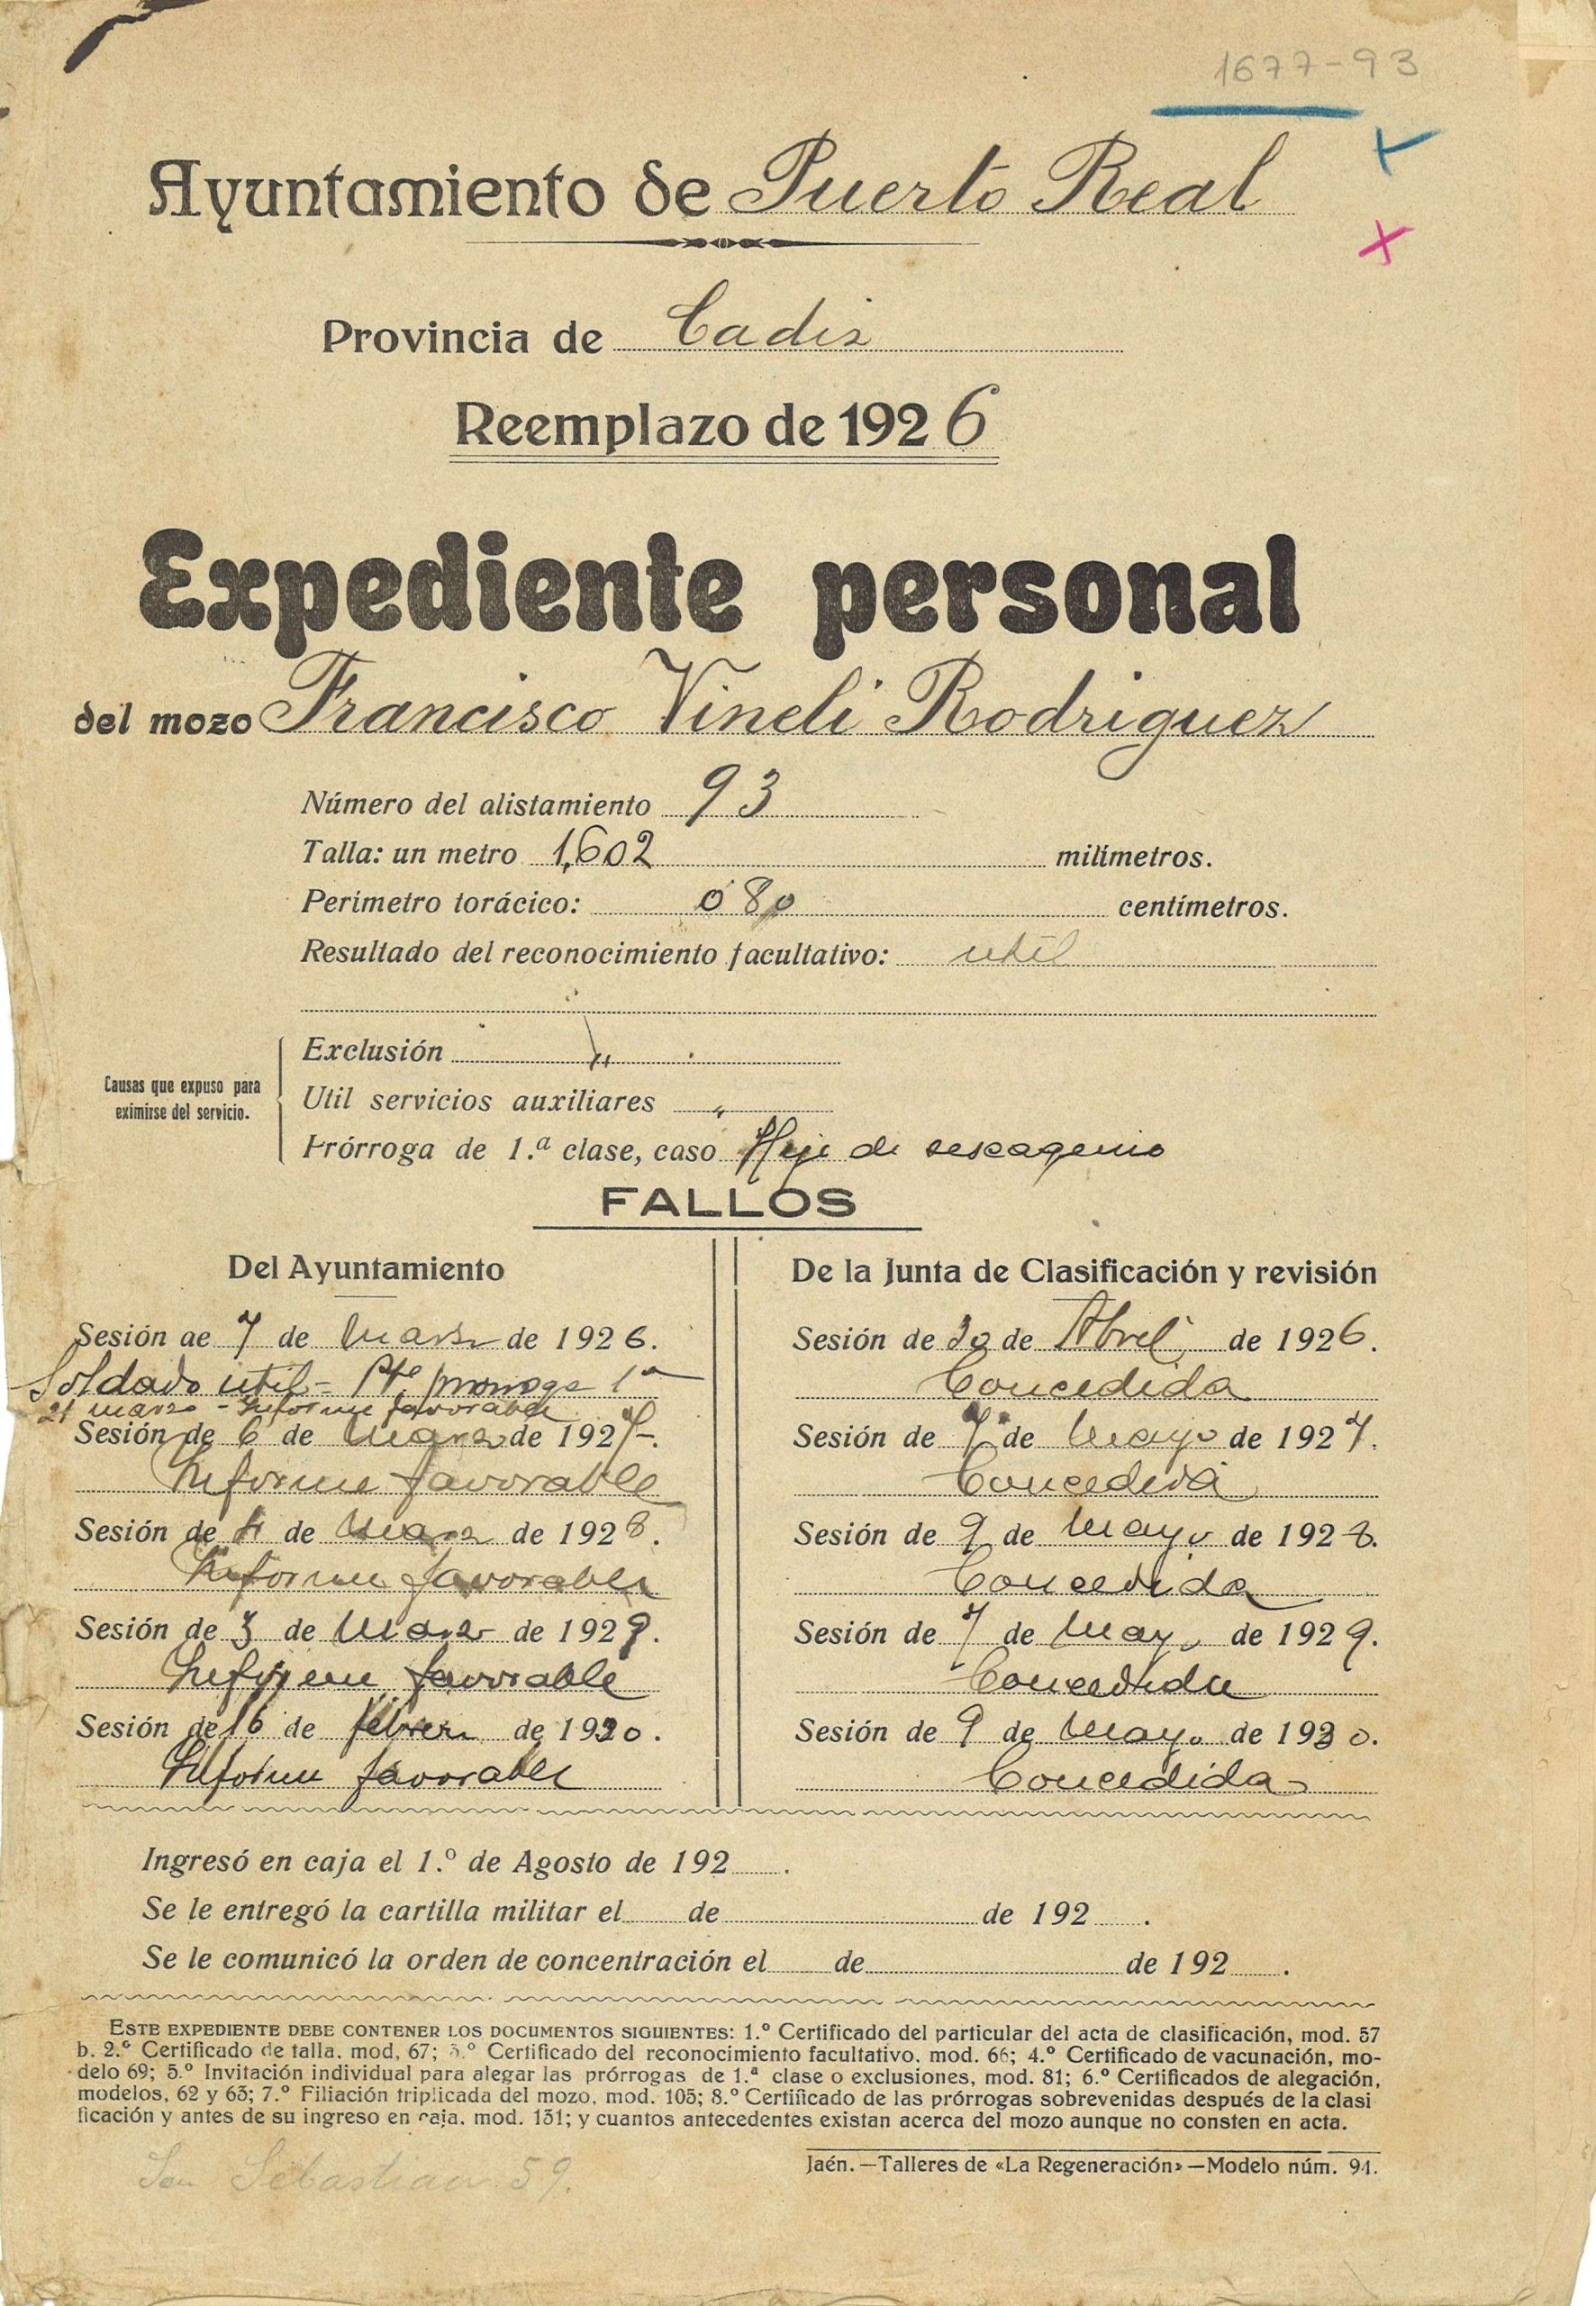 1677-93
Ayuntamiento de Puerto Real
Provincia de Cadiz
Reemplazo de 1926
Expediente personal
del mozo Francisco Vineli Rodriguez
Número del alistamiento 93
Talla: un metro 1,602 milímetros.
Perímetro torácico: 080 centímetros.
Resultado del reconocimiento facultativo: util
Causas que expuso para
eximirse del servicio.
Exclusión "
Util servicios auxiliares "
Prórroga de 1.ª clase, caso Hijo de sexagenio
FALLOS
Del Ayuntamiento
Sesión de 7 de Marzo de 1926.
Soldado util - Pte prorroga 1ª
21 marzo - Informe favorable
Sesión de 6 de Marzo de 1927.
Informe favorable
Sesión de 4 de Marzo de 1928.
Informe favorable
Sesión de 3 de Marzo de 1929.
Informe favorable
Sesión de 16 de febrero de 1930.
Informe favorable
De la Junta de Clasificación y revisión
Sesión de 30 de Abril de 1926.
Concedida
Sesión de 7 de Mayo de 1927.
Concedida
Sesión de 9 de Mayo de 1928.
Concedida
Sesión de 7 de Mayo de 1929.
Concedida
Sesión de 9 de Mayo de 1930.
Concedida
Ingresó en caja el 1.º de Agosto de 192 .
Se le entregó la cartilla militar el de de 192 .
Se le comunicó la orden de concentración el de de 192 .
ESTE EXPEDIENTE DEBE CONTENER LOS DOCUMENTOS SIGUIENTES: 1.º Certificado del particular del acta de clasificación, mod. 57
b. 2.º Certificado de talla. mod, 67; 3.º Certificado del reconocimiento facultativo. mod. 66; 4.º Certificado de vacunación, mo-
delo 69; 5.º Invitación individual para alegar las prórrogas de 1.ª clase o exclusiones, mod. 81; 6.º Certificados de alegación,
modelos, 62 y 63; 7.º Filiación triplicada del mozo, mod. 105; 8.º Certificado de las prórrogas sobrevenidas después de la clasi
ficación y antes de su ingreso en caja. mod. 131; y cuantos antecedentes existan acerca del mozo aunque no consten en acta.
Jaén.—Talleres de «La Regeneración»—Modelo núm. 91.
San Sebastian 59.